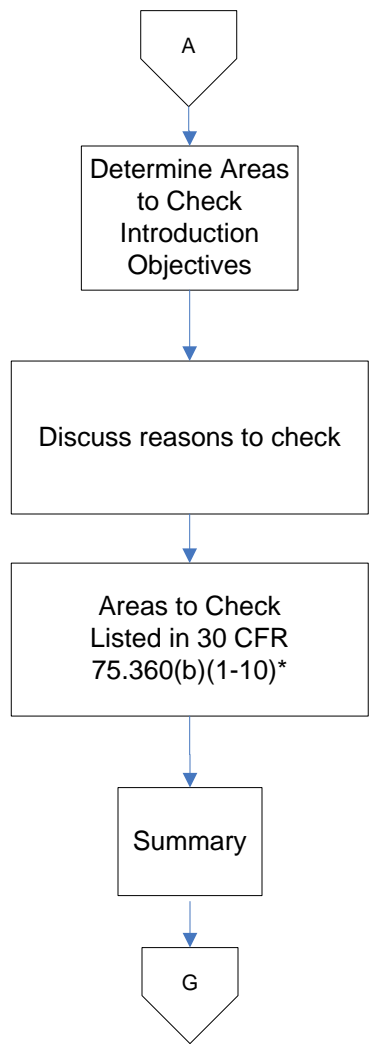 A
Determine Areas
to Check
Introduction
Objectives
Discuss reasons to check
Areas to Check
Listed in 30 CFR
75.360(b)(1-10)*
Summary
G